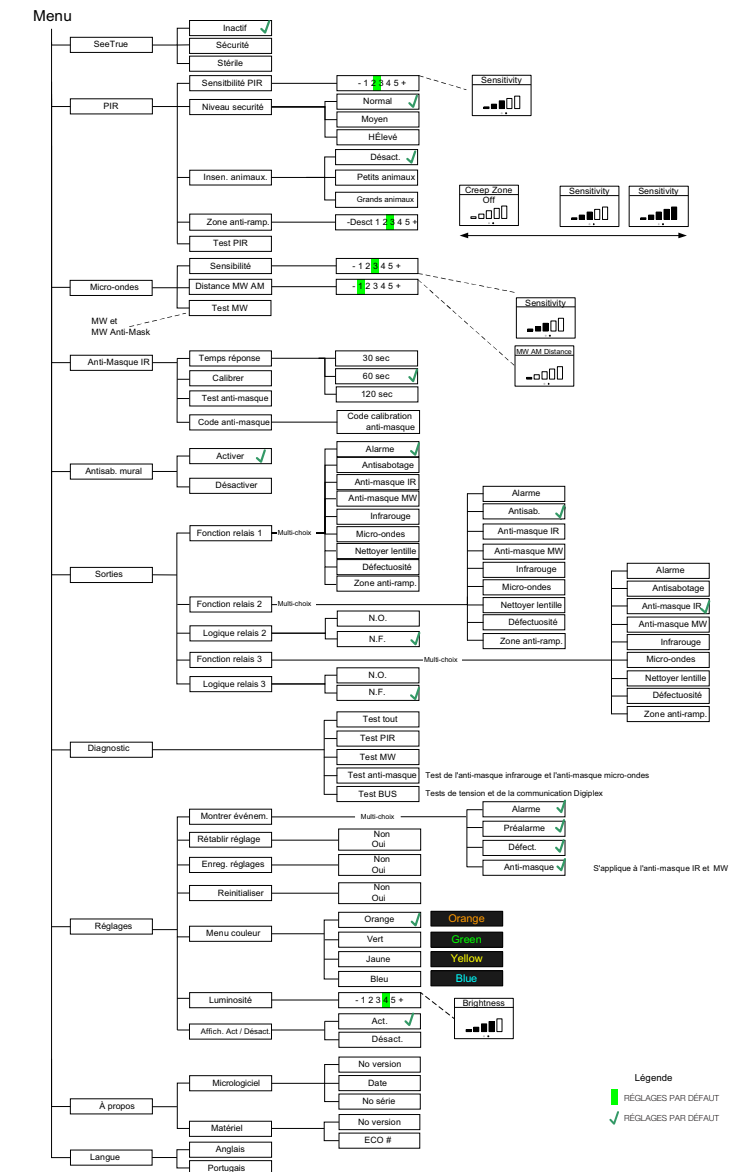 Menu
SeeTrue
Inactif
Sécurité
Stérile
PIR
Sensitbilité PIR
- 1 2 3 4 5 +
Sensitivity
Niveau securité
Normal
Moyen
HÉlevé
Insen. animaux.
Désact.
Petits animaux
Grands animaux
Zone anti-ramp.
-Desct 1 2 3 4 5 +
Creep Zone
Off
Sensitivity
Sensitivity
Test PIR
Micro-ondes
Sensibilité
- 1 2 3 4 5 +
Distance MW AM
- 1 2 3 4 5 +
Test MW
MW et
MW Anti-Mask
Sensitivity
MW AM Distance
Anti-Masque IR
Temps réponse
30 sec
60 sec
120 sec
Calibrer
Test anti-masque
Code anti-masque
Code calibration
anti-masque
Antisab. mural
Activer
Désactiver
Sorties
Fonction relais 1
Multi-choix
Alarme
Antisabotage
Anti-masque IR
Anti-masque MW
Infrarouge
Micro-ondes
Nettoyer lentille
Défectuosité
Zone anti-ramp.
Fonction relais 2
Multi-choix
Alarme
Antisab.
Anti-masque IR
Anti-masque MW
Infrarouge
Micro-ondes
Nettoyer lentille
Défectuosité
Zone anti-ramp.
Logique relais 2
N.O.
N.F.
Fonction relais 3
Multi-choix
Alarme
Antisabotage
Anti-masque IR
Anti-masque MW
Infrarouge
Micro-ondes
Nettoyer lentille
Défectuosité
Zone anti-ramp.
Logique relais 3
N.O.
N.F.
Diagnostic
Test tout
Test PIR
Test MW
Test anti-masque
Test de l'anti-masque infrarouge et l'anti-masque micro-ondes
Test BUS
Tests de tension et de la communication Digiplex
Réglages
Montrer événem.
Multi-choix
Alarme
Préalarme
Défect.
Anti-masque
S'applique à l'anti-masque IR et MW
Rétablir réglage
Non
Oui
Enreg. réglages
Non
Oui
Reinitialiser
Non
Oui
Menu couleur
Orange
Orange
Vert
Green
Jaune
Yellow
Bleu
Blue
Luminosité
- 1 2 3 4 5 +
Brightness
Affich. Act / Désact.
Act.
Désact.
À propos
Micrologiciel
No version
Date
No série
Matériel
No version
ECO #
Langue
Anglais
Portugais
Légende
RÉGLAGES PAR DÉFAUT
RÉGLAGES PAR DÉFAUT